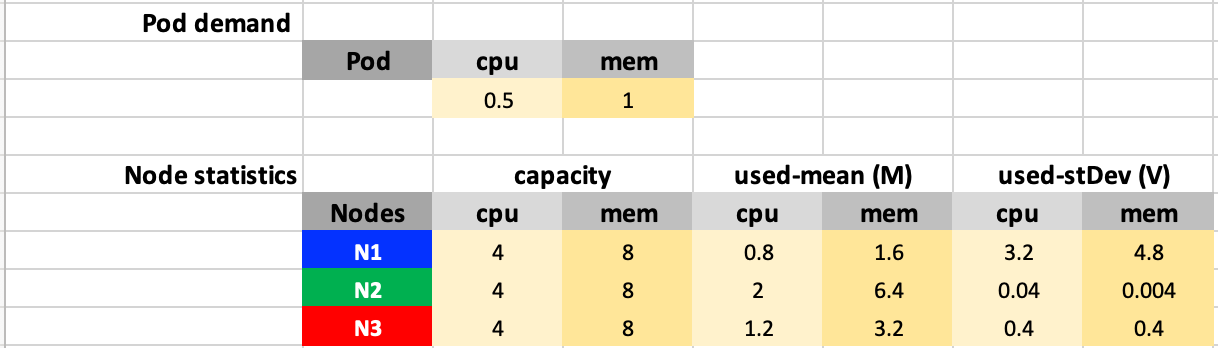 Pod demand
Pod cpu mem
0.5 1
Node statistics capacity used-mean (M) used-stDev (V)
Nodes cpu mem cpu mem cpu mem
N1 4 8 0.8 1.6 3.2 4.8
N2 4 8 2 6.4 0.04 0.004
N3 4 8 1.2 3.2 0.4 0.4